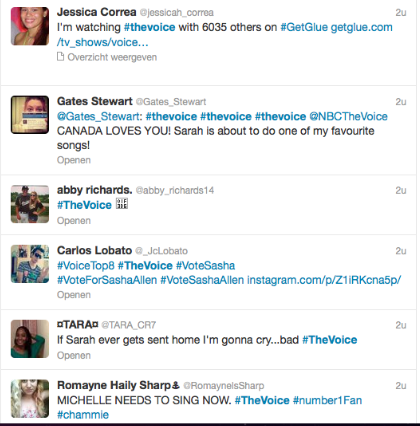 Jessica Correa @jessicah_correa 2u
I'm watching #thevoice with 6035 others on #GetGlue getglue.com
/tv_shows/voice…
Overzicht weergeven
Gates Stewart @Gates_Stewart 2u
@Gates_Stewart: #thevoice #thevoice #thevoice @NBCTheVoice
CANADA LOVES YOU! Sarah is about to do one of my favourite
songs!
Openen
abby richards. @abby_richards14 2u
#TheVoice
Openen
Carlos Lobato @_JcLobato 2u
#VoiceTop8 #TheVoice #VoteSasha
#VoteForSashaAllen #VoteSashaAllen instagram.com/p/Z1iRKcna5p/
Openen
¤TARA¤ @TARA_CR7 2u
If Sarah ever gets sent home I'm gonna cry...bad #TheVoice
Openen
Romayne Haily Sharp⚓ @RomayneIsSharp 2u
MICHELLE NEEDS TO SING NOW. #TheVoice #number1Fan
#chammie